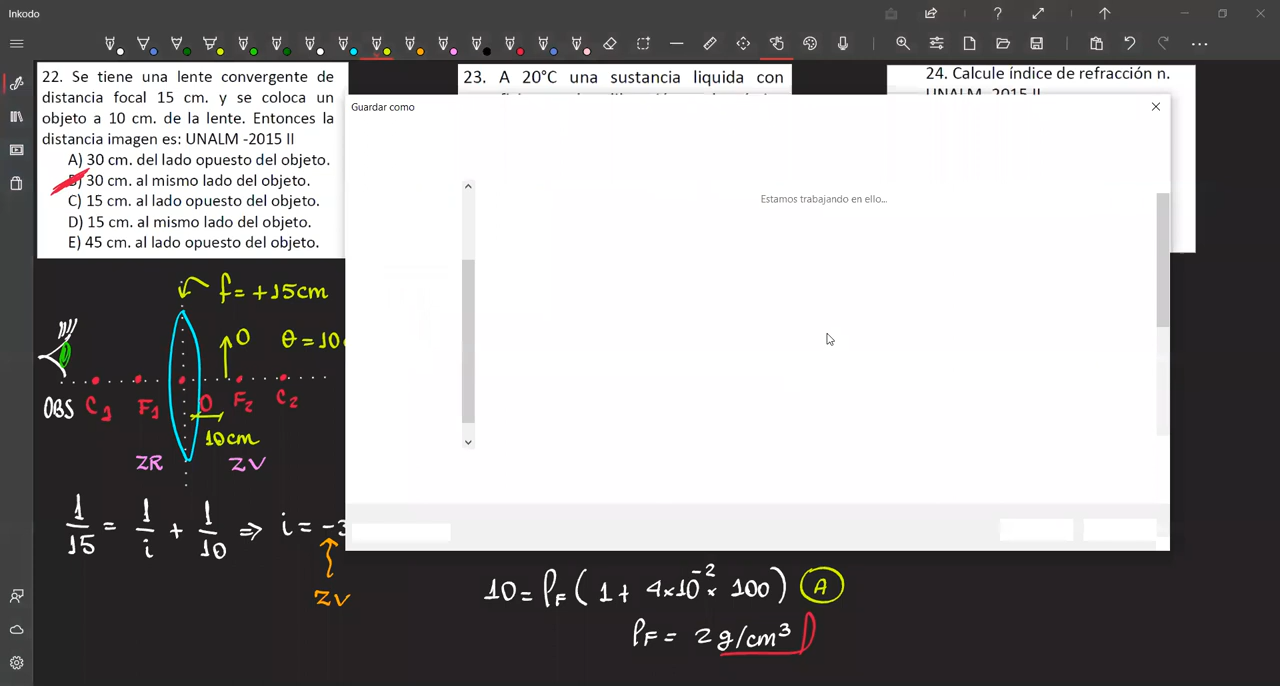 Inkodo
22. Se tiene una lente convergente de
distancia focal 15 cm. y se coloca un
objeto a 10 cm. de la lente. Entonces la
distancia imagen es: UNALM -2015 II
A) 30 cm. del lado opuesto del objeto.
B) 30 cm. al mismo lado del objeto.
C) 15 cm. al lado opuesto del objeto.
D) 15 cm. al mismo lado del objeto.
E) 45 cm. al lado opuesto del objeto.
23. A 20°C una sustancia liquida con
24. Calcule índice de refracción n.
UNALM -2015 II
Guardar como
Estamos trabajando en ello...
f = +15cm
O
θ = 10
OBS C1 F1 O F2 C2
10cm
ZR ZV
1/15 = 1/i + 1/10 ⇒ i = -3
ZV
10 = ρF ( 1 + 4×10⁻² × 100 ) A
ρF = 2 g/cm³